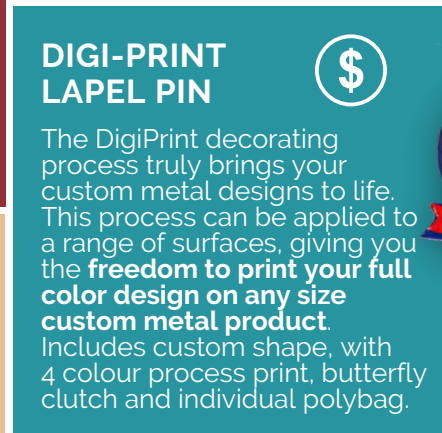 DIGI-PRINT
LAPEL PIN
$
The DigiPrint decorating
process truly brings your
custom metal designs to life.
This process can be applied to
a range of surfaces, giving you
the freedom to print your full
color design on any size
custom metal product.
Includes custom shape, with
4 colour process print, butterfly
clutch and individual polybag.